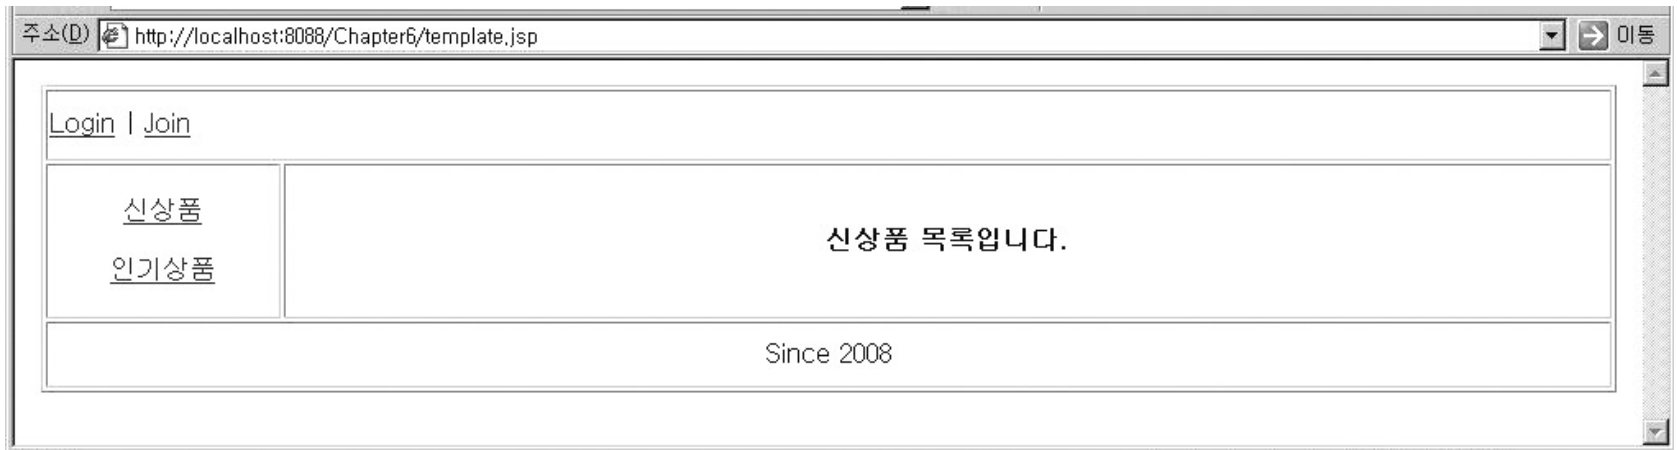 주소(D) http://localhost:8088/Chapter6/template.jsp 이동
Login | Join
신상품
인기상품
신상품 목록입니다.
Since 2008